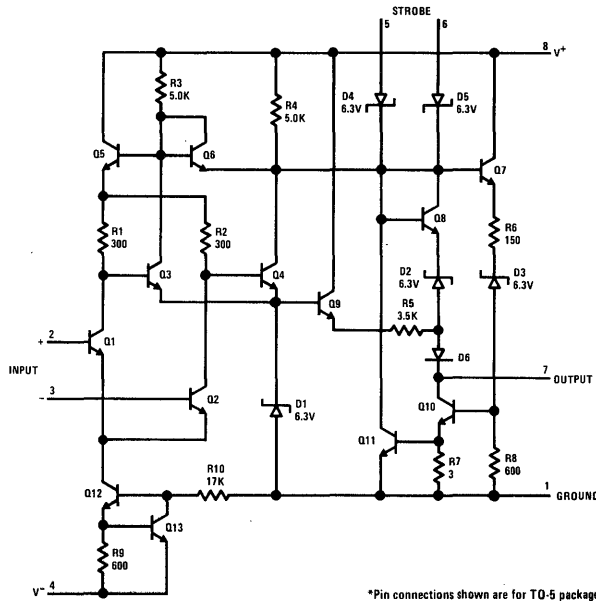 STROBE
5 6
8 V+
R3
5.0K
R4
5.0K
D4
6.3V
D5
6.3V
Q5
Q6
Q7
R1
300
R2
300
Q8
R6
150
Q3
Q4
D2
6.3V
D3
6.3V
Q9
R5
3.5K
+ 2
Q1
D6
INPUT
7
OUTPUT
− 3
Q2
D1
6.3V
Q10
Q11
R7
3
R8
600
R10
17K
Q12
1
GROUND
Q13
R9
600
V− 4
*Pin connections shown are for TO-5 package